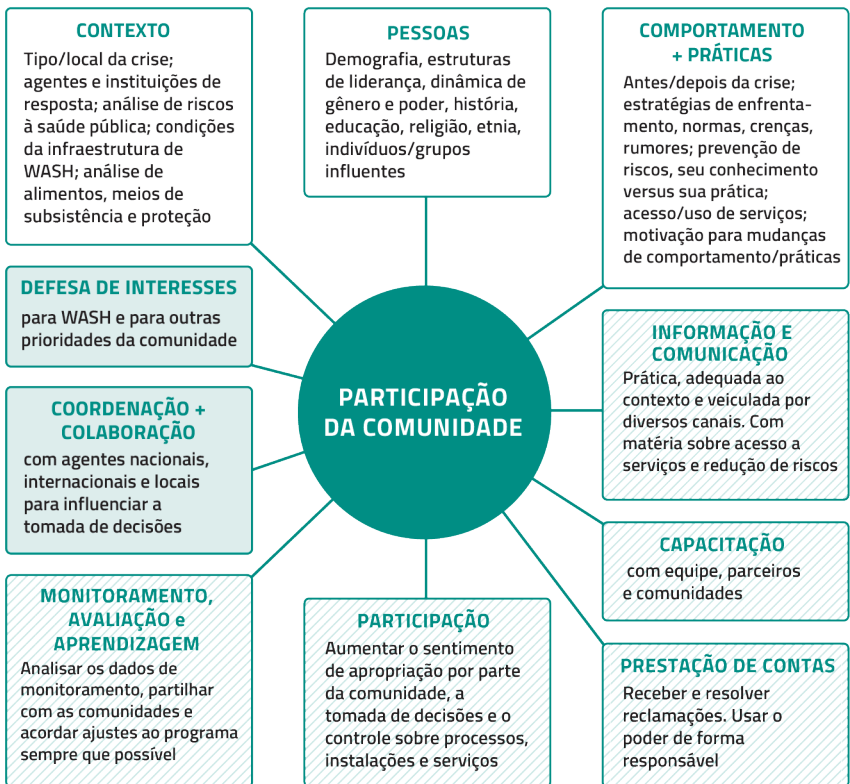 CONTEXTO
Tipo/local da crise;
agentes e instituições de
resposta; análise de riscos
à saúde pública; condições
da infraestrutura de
WASH; análise de
alimentos, meios de
subsistência e proteção
PESSOAS
Demografia, estruturas
de liderança, dinâmica de
gênero e poder, história,
educação, religião, etnia,
indivíduos/grupos
influentes
COMPORTAMENTO
+ PRÁTICAS
Antes/depois da crise;
estratégias de enfrenta-
mento, normas, crenças,
rumores; prevenção de
riscos, seu conhecimento
versus sua prática;
acesso/uso de serviços;
motivação para mudanças
de comportamento/práticas
DEFESA DE INTERESSES
para WASH e para outras
prioridades da comunidade
INFORMAÇÃO E
COMUNICAÇÃO
Prática, adequada ao
contexto e veiculada por
diversos canais. Com
matéria sobre acesso a
serviços e redução de riscos
PARTICIPAÇÃO
DA COMUNIDADE
COORDENAÇÃO +
COLABORAÇÃO
com agentes nacionais,
internacionais e locais
para influenciar a
tomada de decisões
CAPACITAÇÃO
com equipe, parceiros
e comunidades
MONITORAMENTO,
AVALIAÇÃO e
APRENDIZAGEM
Analisar os dados de
monitoramento, partilhar
com as comunidades e
acordar ajustes ao programa
sempre que possível
PARTICIPAÇÃO
Aumentar o sentimento
de apropriação por parte
da comunidade, a
tomada de decisões e o
controle sobre processos,
instalações e serviços
PRESTAÇÃO DE CONTAS
Receber e resolver
reclamações. Usar o
poder de forma
responsável